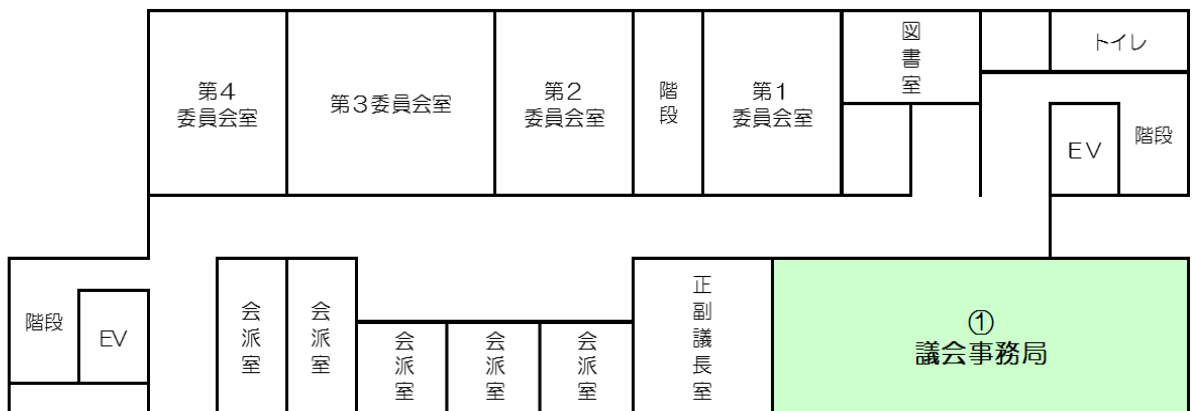 第４
委員会室
第３委員会室
第２
委員会室
階段
第１
委員会室
図書室
トイレ
ＥＶ
階段
階段
ＥＶ
会派室
会派室
会派室
会派室
会派室
正副議長室
①
議会事務局